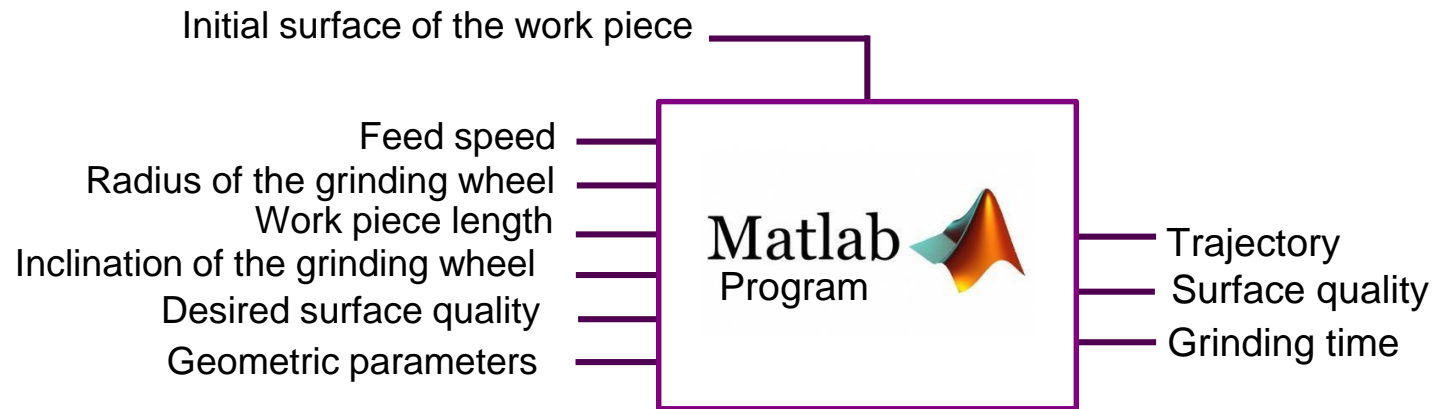 Initial surface of the work piece
Feed speed
Radius of the grinding wheel
Work piece length
Inclination of the grinding wheel
Desired surface quality
Geometric parameters
Matlab
Program
Trajectory
Surface quality
Grinding time